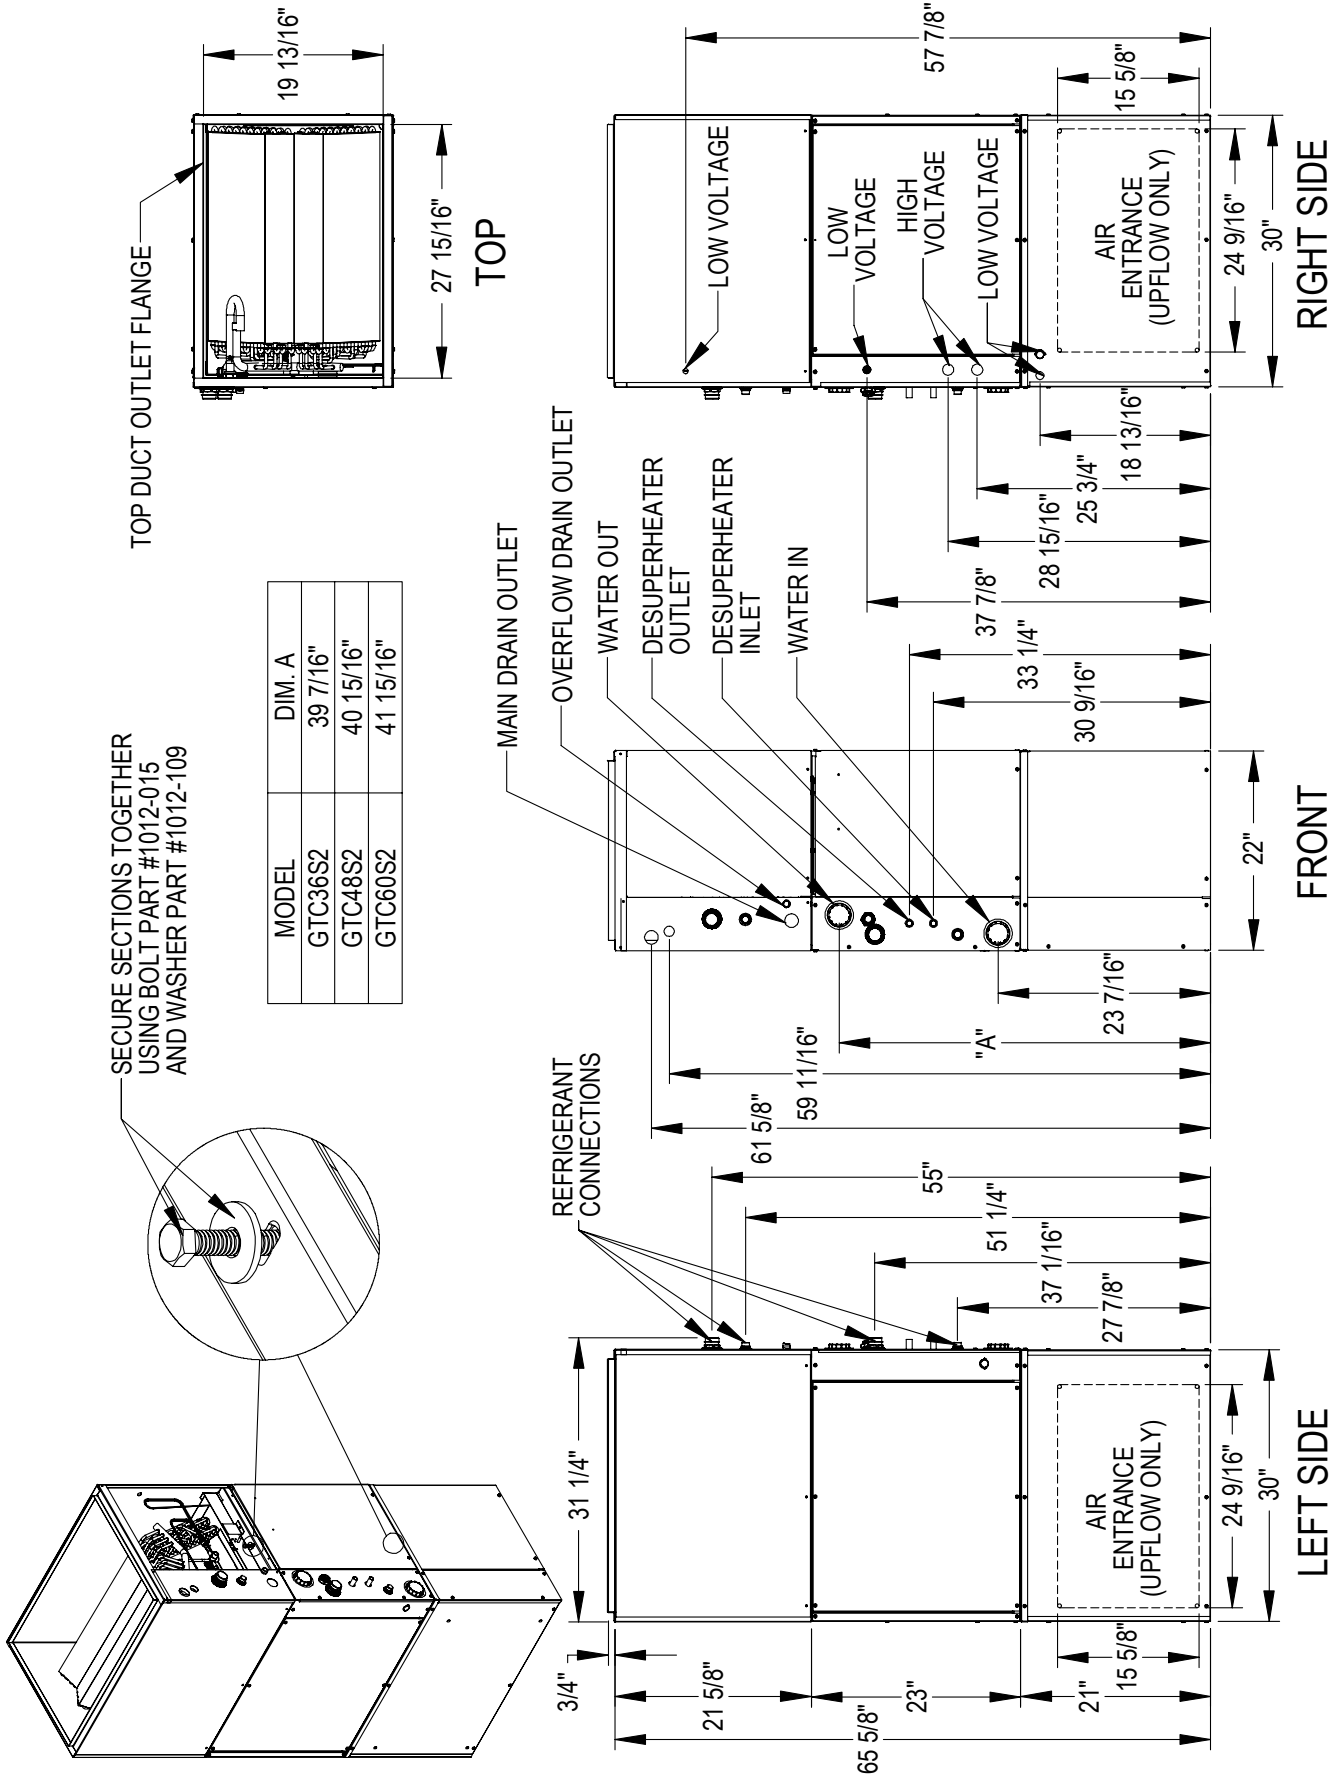 SECURE SECTIONS TOGETHER
USING BOLT PART #1012-015
AND WASHER PART #1012-109
MODEL DIM. A
GTC36S2 39 7/16"
GTC48S2 40 15/16"
GTC60S2 41 15/16"
TOP DUCT OUTLET FLANGE
19 13/16"
27 15/16"
TOP
31 1/4"
3/4"
21 5/8"
23"
21"
65 5/8"
15 5/8"
AIR
ENTRANCE
(UPFLOW ONLY)
24 9/16"
30"
LEFT SIDE
REFRIGERANT
CONNECTIONS
55"
51 1/4"
37 1/16"
27 7/8"
61 5/8"
59 11/16"
"A"
23 7/16"
22"
FRONT
MAIN DRAIN OUTLET
OVERFLOW DRAIN OUTLET
WATER OUT
DESUPERHEATER
OUTLET
DESUPERHEATER
INLET
WATER IN
33 1/4"
30 9/16"
37 7/8"
28 15/16"
25 3/4"
18 13/16"
LOW VOLTAGE
LOW
VOLTAGE
HIGH
VOLTAGE
LOW VOLTAGE
57 7/8"
15 5/8"
AIR
ENTRANCE
(UPFLOW ONLY)
24 9/16"
30"
RIGHT SIDE